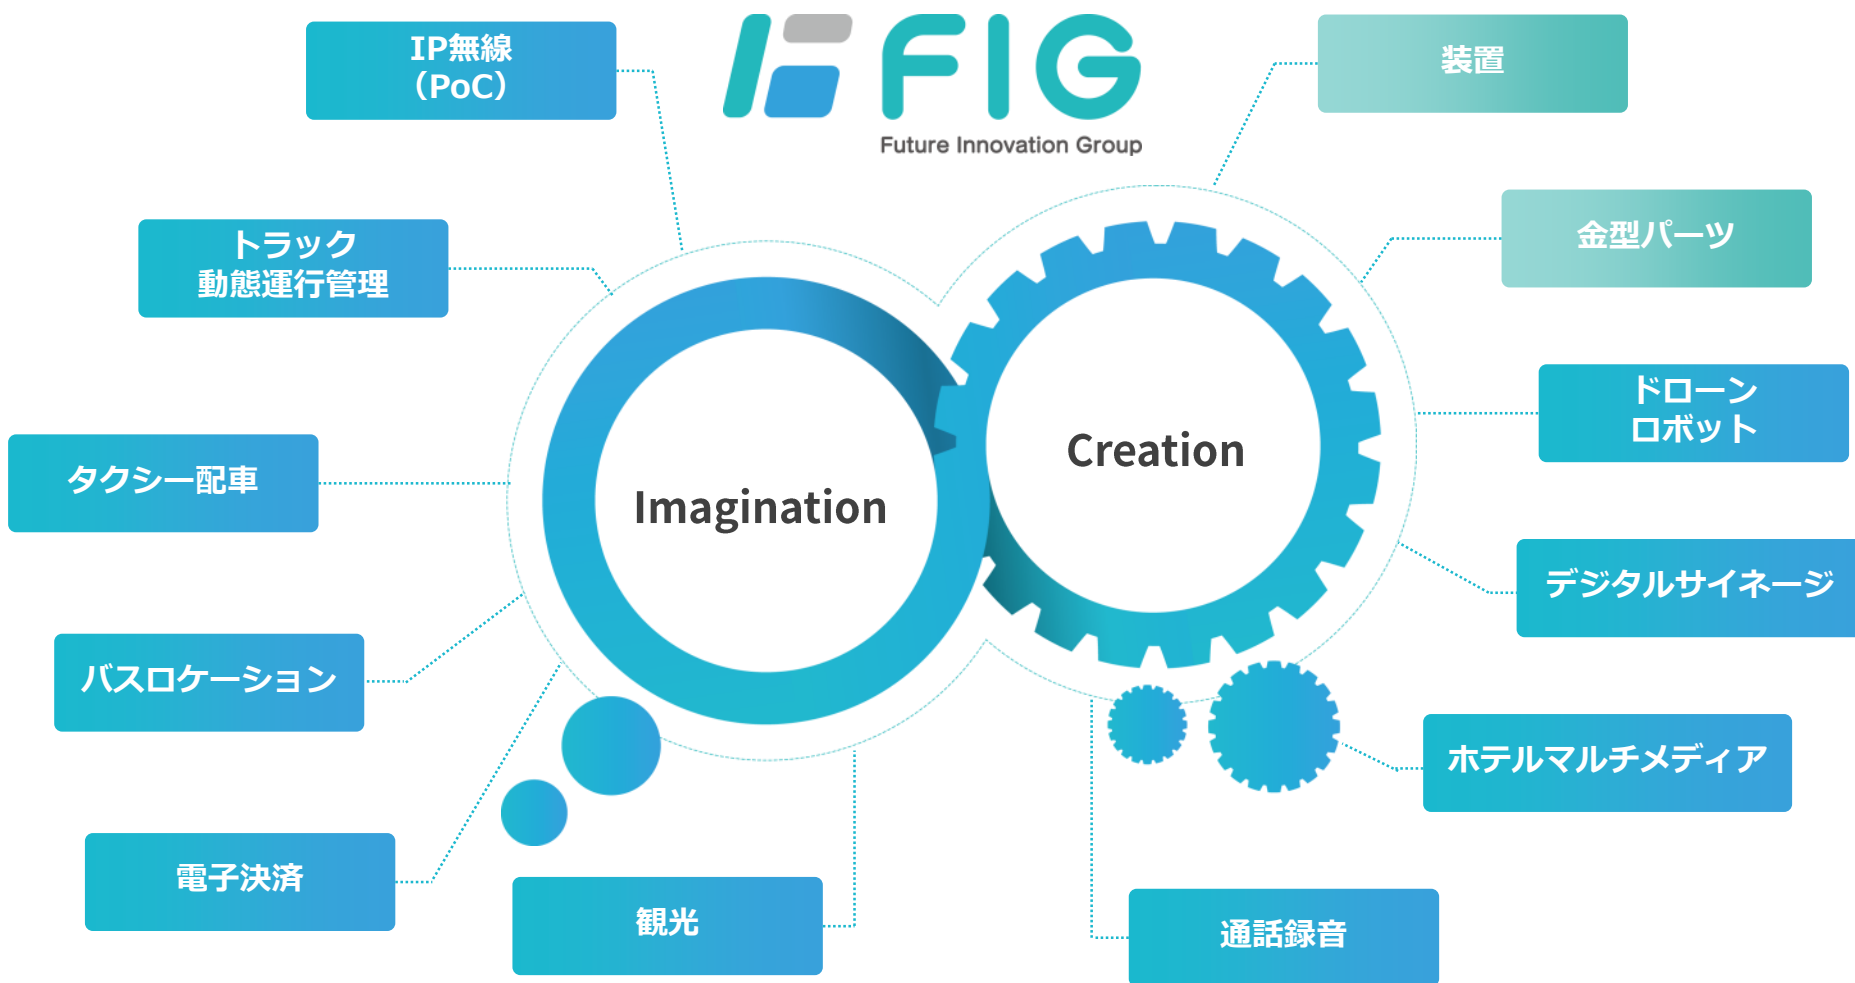 FIG
Future Innovation Group
IP無線
（PoC）
トラック
動態運行管理
タクシー配車
バスロケーション
電子決済
観光
Imagination
Creation
装置
金型パーツ
ドローン
ロボット
デジタルサイネージ
ホテルマルチメディア
通話録音